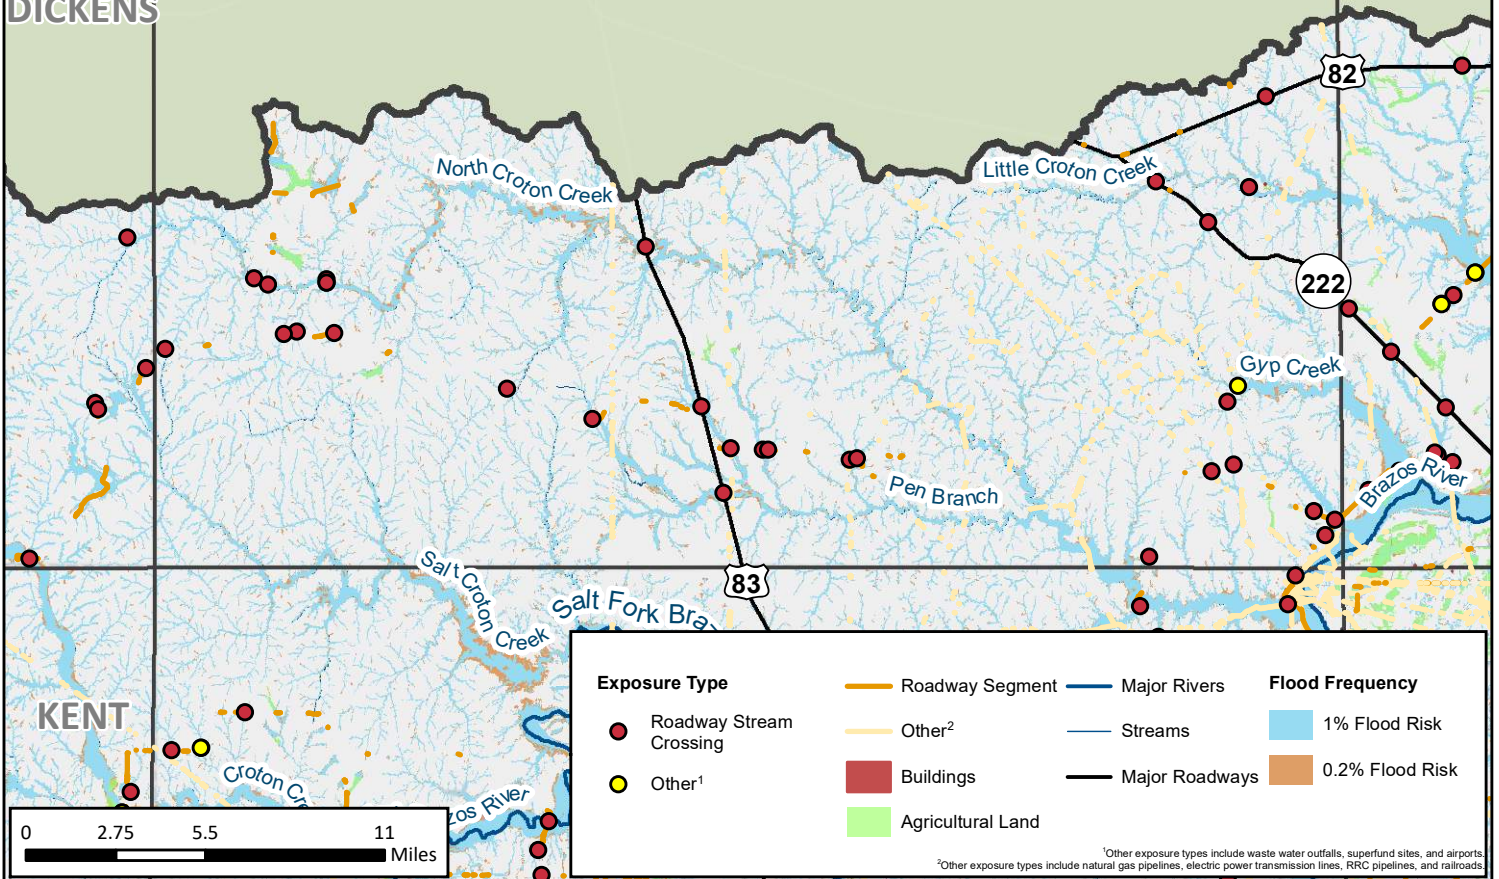 DICKENS
82
North Croton Creek
Little Croton Creek
222
Gyp Creek
Brazos River
Pen Branch
Salt Croton Creek
83
Salt Fork Braz
KENT
Croton Cre
zos River
0 2.75 5.5 11
Miles
Exposure Type
Roadway Stream
Crossing
Other1
Roadway Segment
Other2
Buildings
Agricultural Land
Major Rivers
Streams
Major Roadways
Flood Frequency
1% Flood Risk
0.2% Flood Risk
1Other exposure types include waste water outfalls, superfund sites, and airports.
2Other exposure types include natural gas pipelines, electric power transmission lines, RRC pipelines, and railroads.